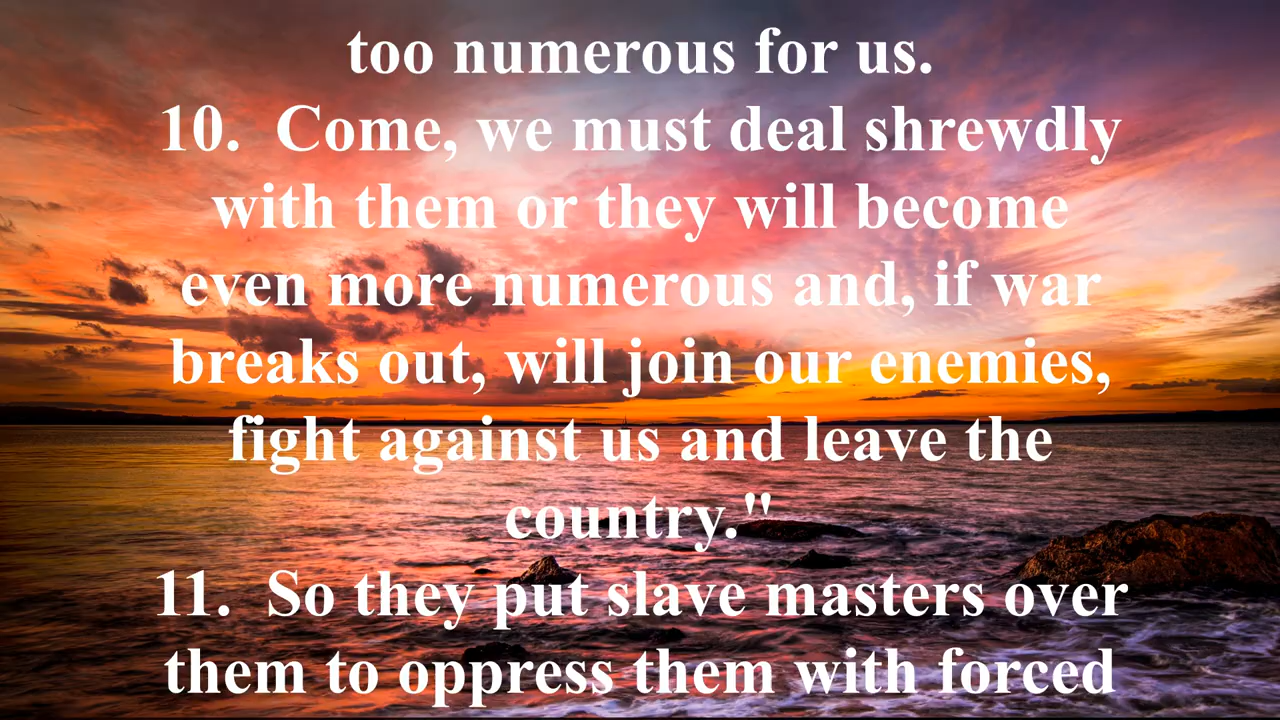 too numerous for us.
10.  Come, we must deal shrewdly
with them or they will become
even more numerous and, if war
breaks out, will join our enemies,
fight against us and leave the
country."
11.  So they put slave masters over
them to oppress them with forced